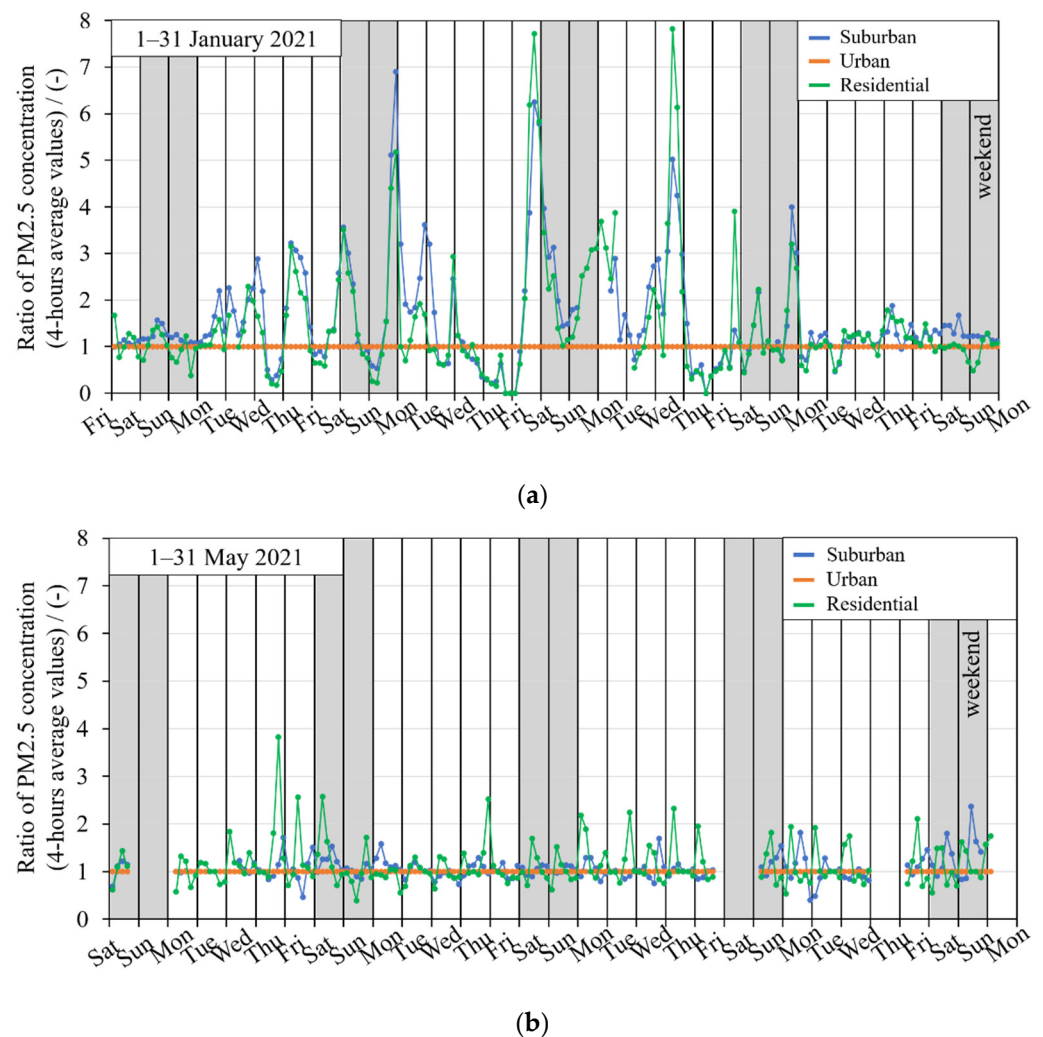 8
7
6
5
4
3
2
1
0
Ratio of PM2.5 concentration
(4-hours average values) / (-)
1–31 January 2021
Suburban
Urban
Residential
weekend
Fri Sat Sun Mon Tue Wed Thu Fri Sat Sun Mon Tue Wed Thu Fri Sat Sun Mon Tue Wed Thu Fri Sat Sun Mon Tue Wed Thu Fri Sat Sun Mon
(a)
8
7
6
5
4
3
2
1
0
Ratio of PM2.5 concentration
(4-hours average values) / (-)
1–31 May 2021
Suburban
Urban
Residential
weekend
Sat Sun Mon Tue Wed Thu Fri Sat Sun Mon Tue Wed Thu Fri Sat Sun Mon Tue Wed Thu Fri Sat Sun Mon Tue Wed Thu Fri Sat Sun Mon
(b)